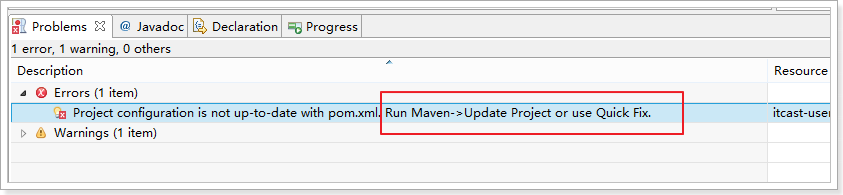 Problems @ Javadoc Declaration Progress
1 error, 1 warning, 0 others
Description Resource
Errors (1 item)
Project configuration is not up-to-date with pom.xml. Run Maven->Update Project or use Quick Fix. itcast-user
Warnings (1 item)